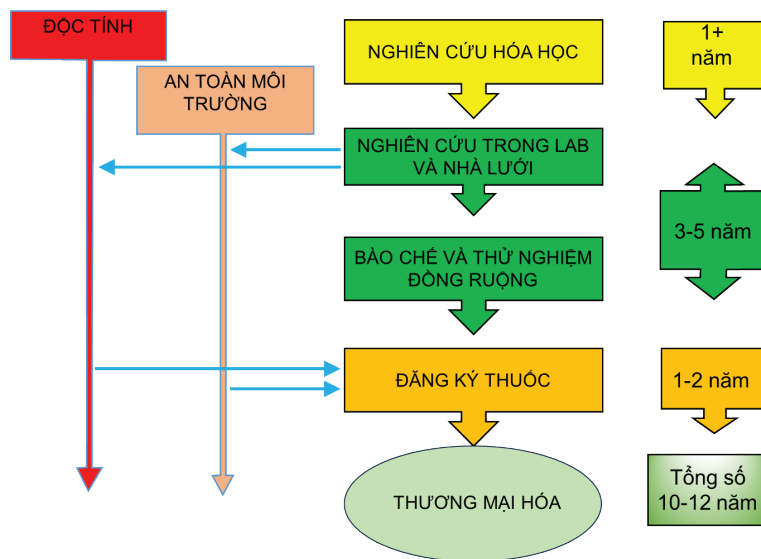 ĐỘC TÍNH
AN TOÀN MÔI
TRƯỜNG
NGHIÊN CỨU HÓA HỌC
1+
năm
NGHIÊN CỨU TRONG LAB
VÀ NHÀ LƯỚI
3-5 năm
BÀO CHẾ VÀ THỬ NGHIỆM
ĐỒNG RUỘNG
ĐĂNG KÝ THUỐC
1-2 năm
THƯƠNG MẠI HÓA
Tổng số
10-12 năm